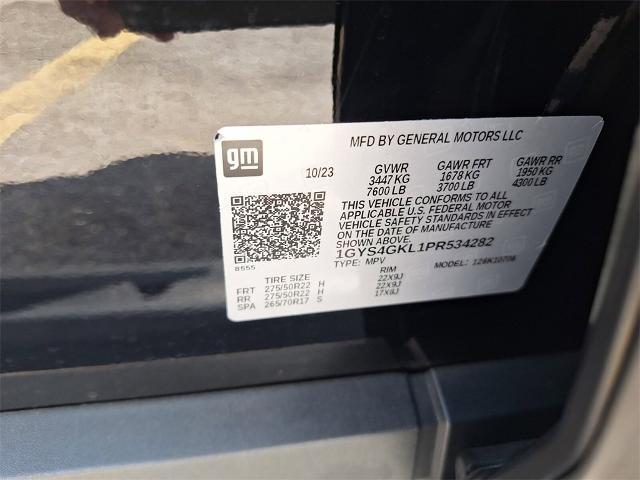 MFD BY GENERAL MOTORS LLC
gm
10/23
GVWR GAWR FRT GAWR RR
3447 KG 1678 KG 1950 KG
7600 LB 3700 LB 4300 LB
THIS VEHICLE CONFORMS TO ALL
APPLICABLE U.S. FEDERAL MOTOR
VEHICLE SAFETY STANDARDS IN EFFECT
ON THE DATE OF MANUFACTURE
SHOWN ABOVE.
1GYS4GKL1PR534282
8555
TYPE: MPV MODEL: 126K10706
TIRE SIZE RIM
FRT 275/50R22 H 22X9J
RR 275/50R22 H 22X9J
SPA 265/70R17 S 17X8J